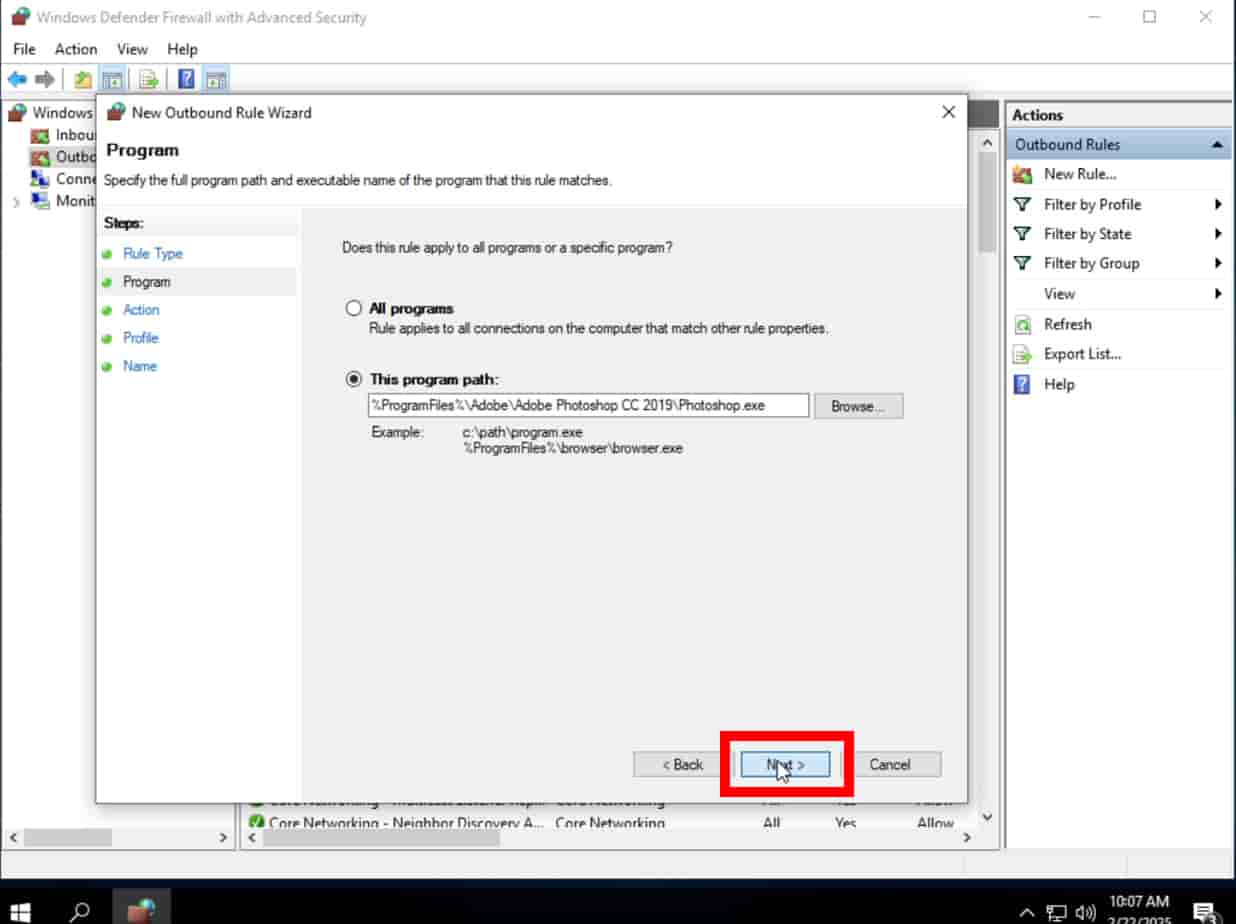 Windows Defender Firewall with Advanced Security
File Action View Help
Windows
Inbou
Outbo
Conne
Monit
New Outbound Rule Wizard
Program
Specify the full program path and executable name of the program that this rule matches.
Steps:
Rule Type
Program
Action
Profile
Name
Does this rule apply to all programs or a specific program?
All programs
Rule applies to all connections on the computer that match other rule properties.
This program path:
%ProgramFiles%\Adobe\Adobe Photoshop CC 2019\Photoshop.exe
Browse...
Example: c:\path\program.exe
%ProgramFiles%\browser\browser.exe
< Back Next > Cancel
Core Networking - Neighbor Discovery A... Core Networking All Yes Allow
Actions
Outbound Rules
New Rule...
Filter by Profile
Filter by State
Filter by Group
View
Refresh
Export List...
Help
10:07 AM
2/22/2025
3